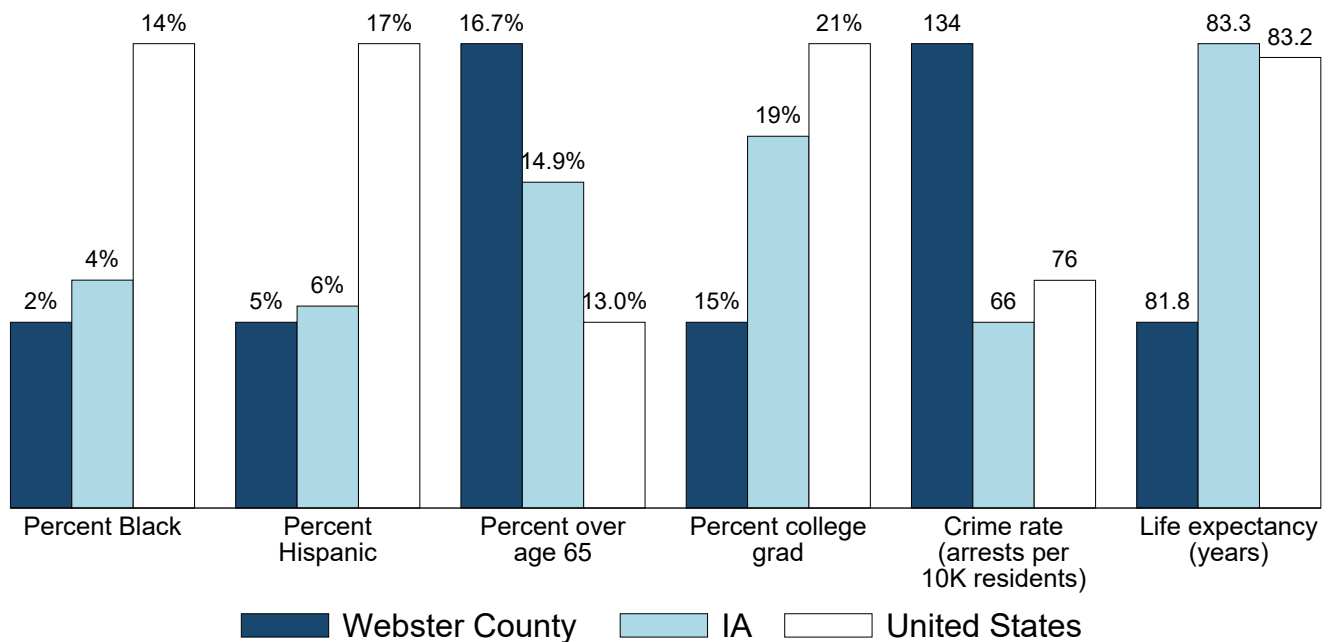 14%
17%
16.7%
21%
134
83.3
83.2
19%
14.9%
4%
76
2%
5%
6%
13.0%
15%
66
81.8
Percent Black
Percent
Hispanic
Percent over
age 65
Percent college
grad
Crime rate
(arrests per
10K residents)
Life expectancy
(years)
Webster County
IA
United States